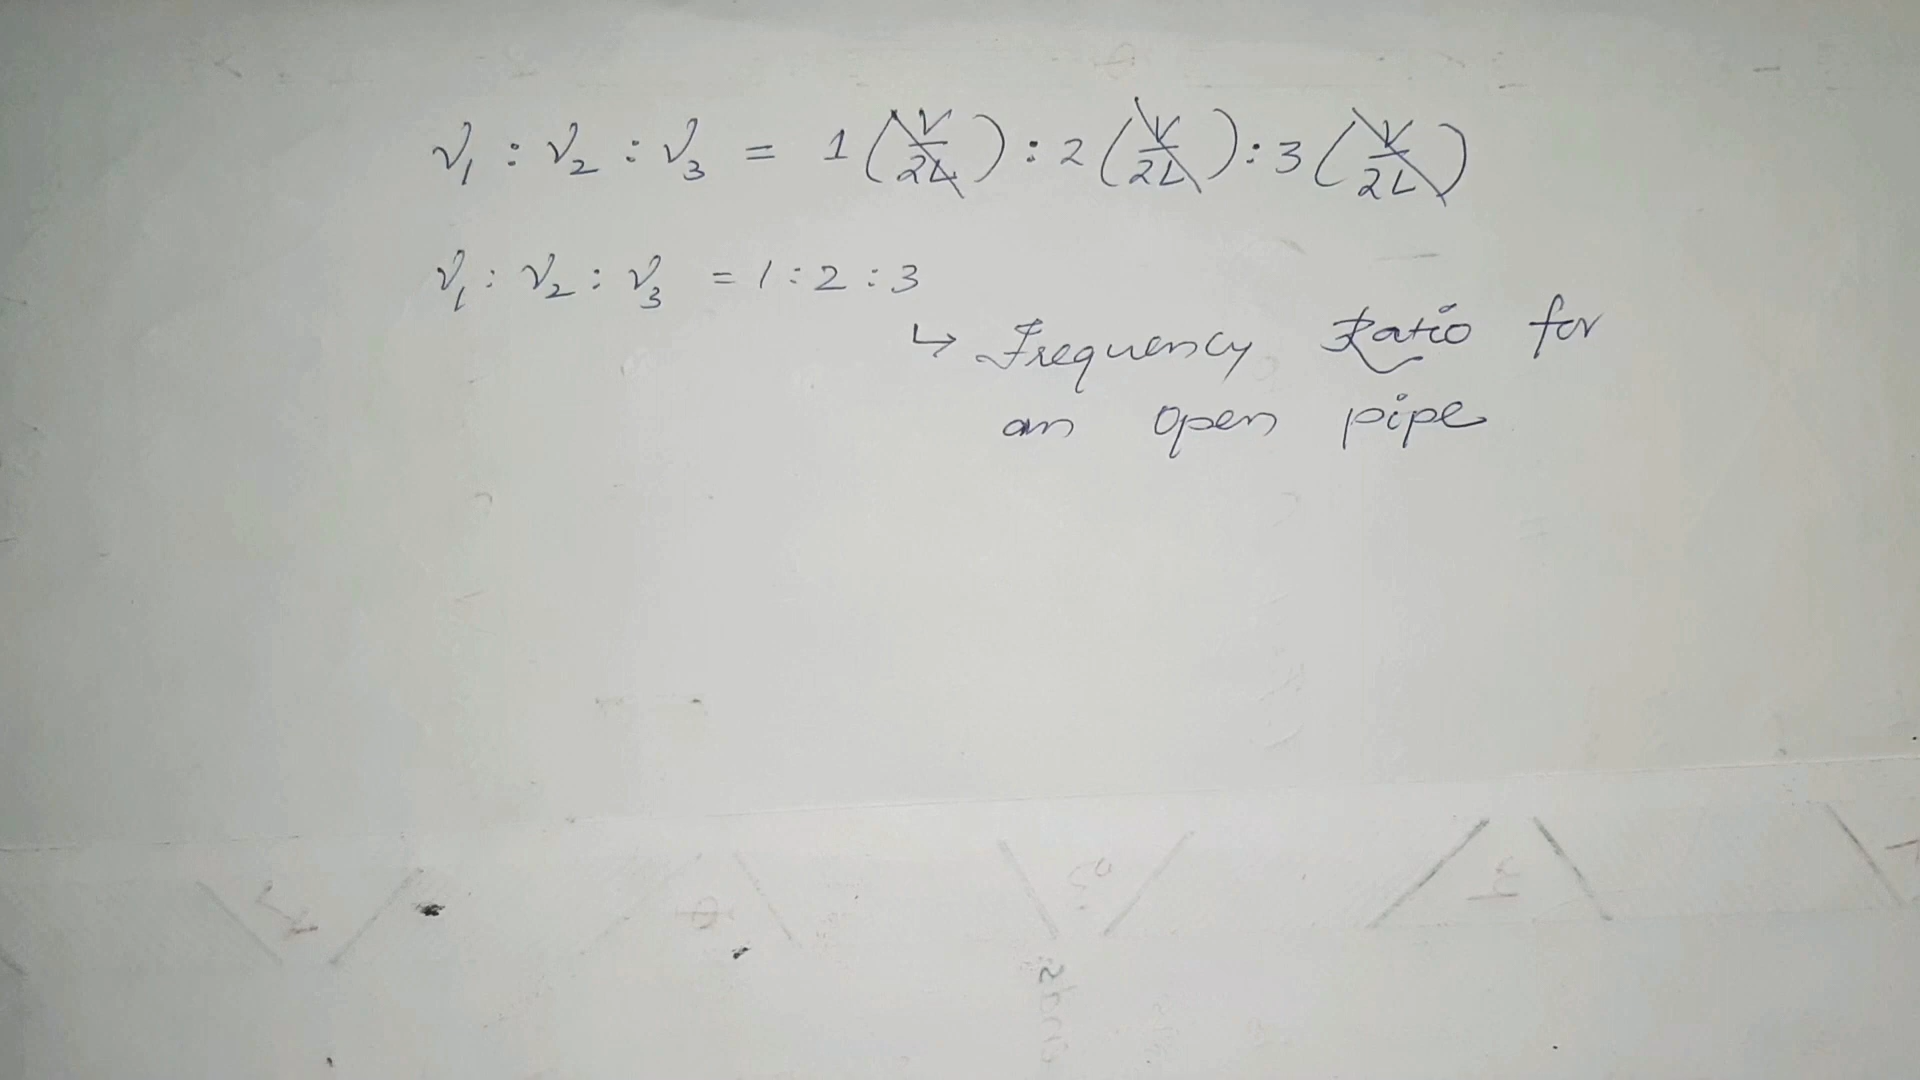 ν₁ : ν₂ : ν₃ = 1 (V/2L) : 2 (V/2L) : 3 (V/2L)
ν₁ : ν₂ : ν₃ = 1 : 2 : 3
↳ Frequency Ratio for
an open pipe